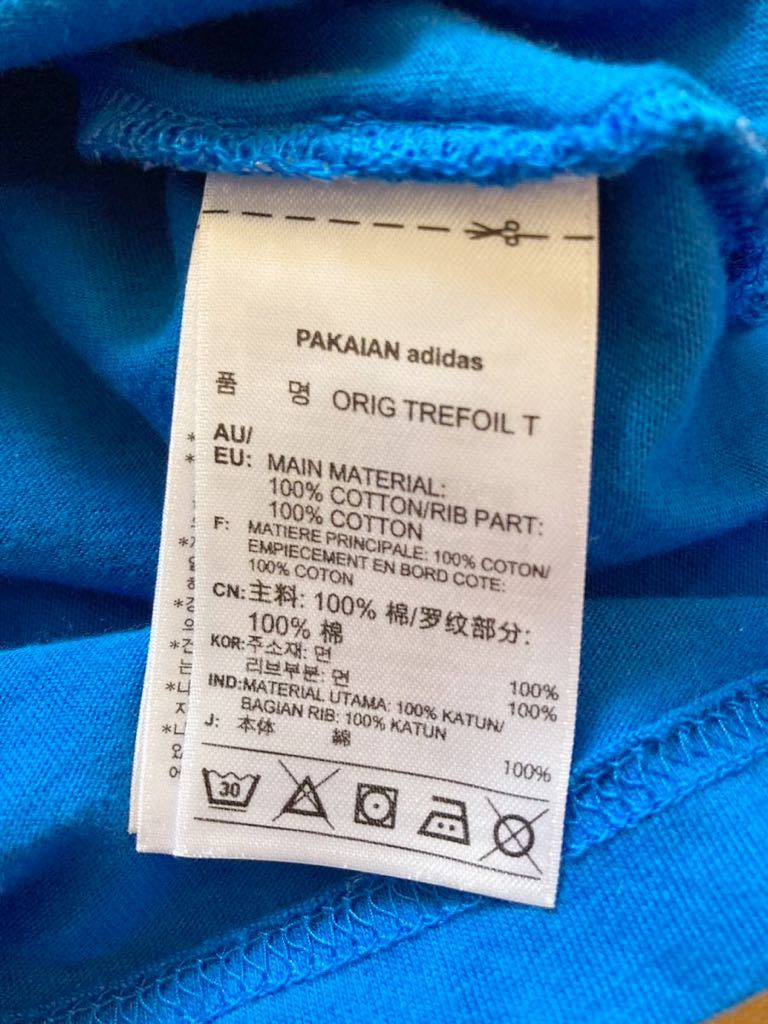 PAKAIAN adidas
품 명 ORIG TREFOIL T
AU/
EU: MAIN MATERIAL:
100% COTTON/RIB PART:
100% COTTON
F: MATIERE PRINCIPALE: 100% COTON/
EMPIECEMENT EN BORD COTE:
100% COTON
CN: 主料: 100% 棉/罗纹部分:
100% 棉
KOR: 주소재: 면 100%
리브부분: 면 100%
IND: MATERIAL UTAMA: 100% KATUN/
BAGIAN RIB: 100% KATUN
J: 本体 綿 100%
30